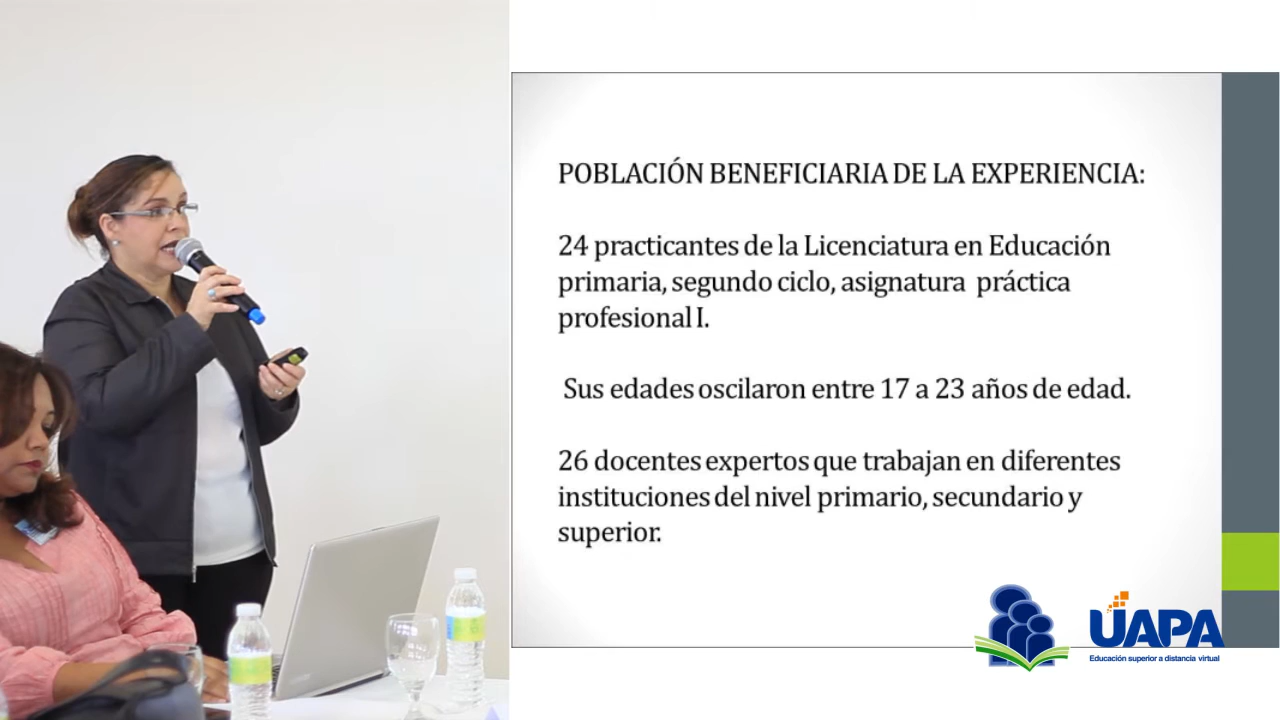 POBLACIÓN BENEFICIARIA DE LA EXPERIENCIA:
24 practicantes de la Licenciatura en Educación
primaria, segundo ciclo, asignatura práctica
profesional I.
Sus edades oscilaron entre 17 a 23 años de edad.
26 docentes expertos que trabajan en diferentes
instituciones del nivel primario, secundario y
superior.
UAPA
Educación superior a distancia virtual